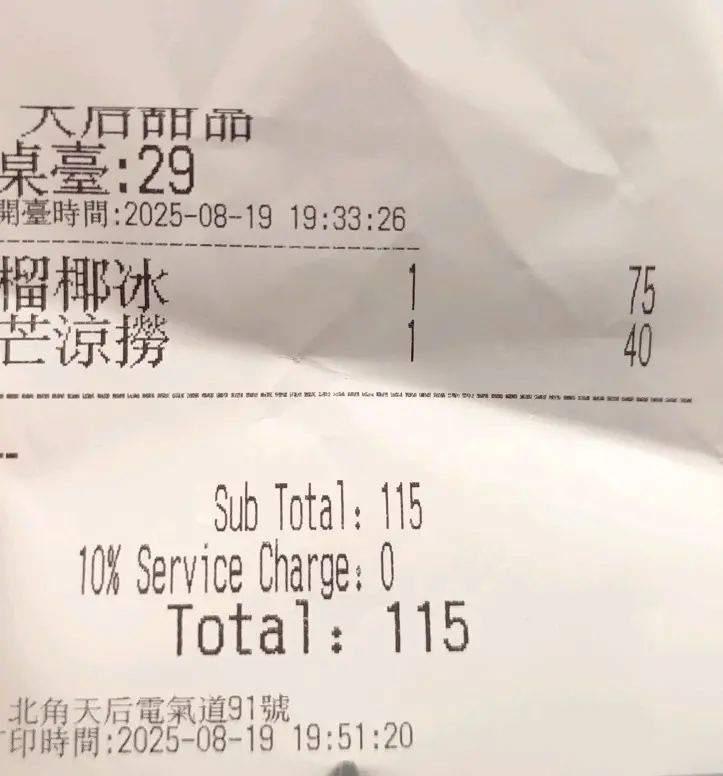 天后甜品
桌臺:29
開臺時間:2025-08-19 19:33:26
榴椰冰 1 75
芒涼撈 1 40
Sub Total: 115
10% Service Charge: 0
Total: 115
北角天后電氣道91號
印時間:2025-08-19 19:51:20